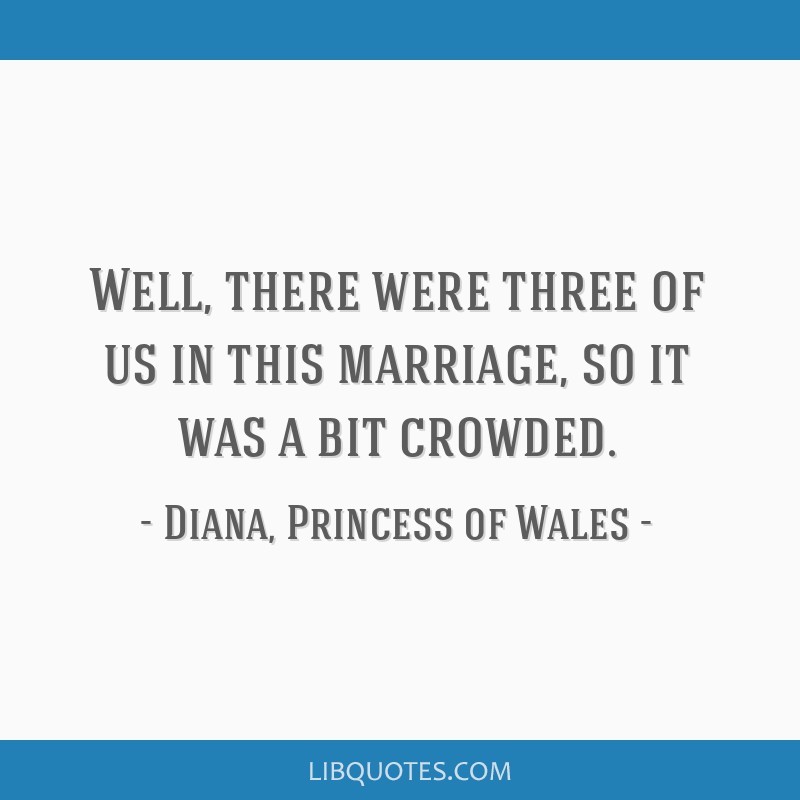 Well, there were three of
us in this marriage, so it
was a bit crowded.
- Diana, Princess of Wales -
LIBQUOTES.COM